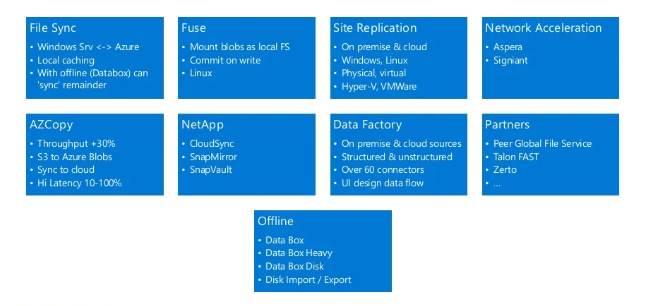 File Sync
• Windows Srv <-> Azure
• Local caching
• With offline (Databox) can
'sync' remainder
Fuse
• Mount blobs as local FS
• Commit on write
• Linux
Site Replication
• On premise & cloud
• Windows, Linux
• Physical, virtual
• Hyper-V, VMWare
Network Acceleration
• Aspera
• Signiant
AZCopy
• Throughput +30%
• S3 to Azure Blobs
• Sync to cloud
• Hi Latency 10-100%
NetApp
• CloudSync
• SnapMirror
• SnapVault
Data Factory
• On premise & cloud sources
• Structured & unstructured
• Over 60 connectors
• UI design data flow
Partners
• Peer Global File Service
• Talon FAST
• Zerto
• ...
Offline
• Data Box
• Data Box Heavy
• Data Box Disk
• Disk Import / Export